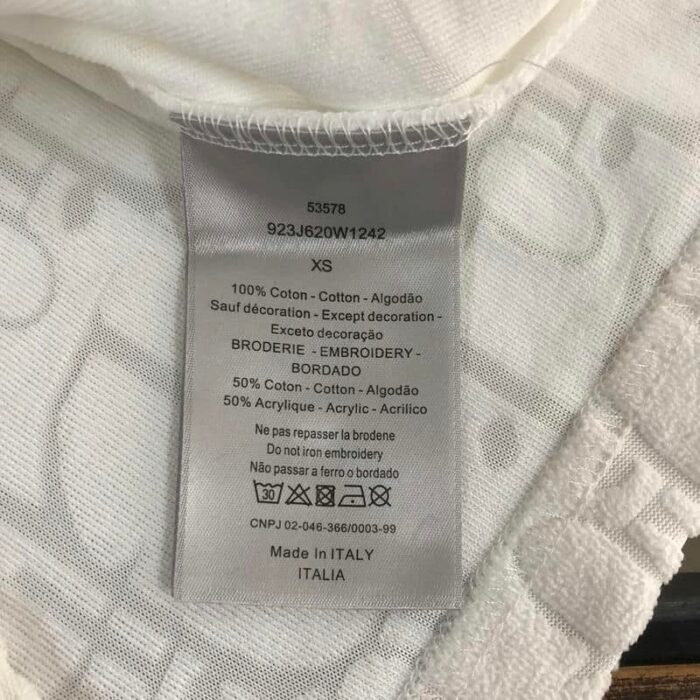 53578
923J620W1242
XS
100% Coton - Cotton - Algodão
Sauf décoration - Except decoration -
Exceto decoração
BRODERIE - EMBROIDERY -
BORDADO
50% Coton - Cotton - Algodão
50% Acrylique - Acrylic - Acrilico
Ne pas repasser la brodene
Do not iron embroidery
Não passar a ferro o bordado
30
CNPJ 02-046-366/0003-99
Made In ITALY
ITALIA